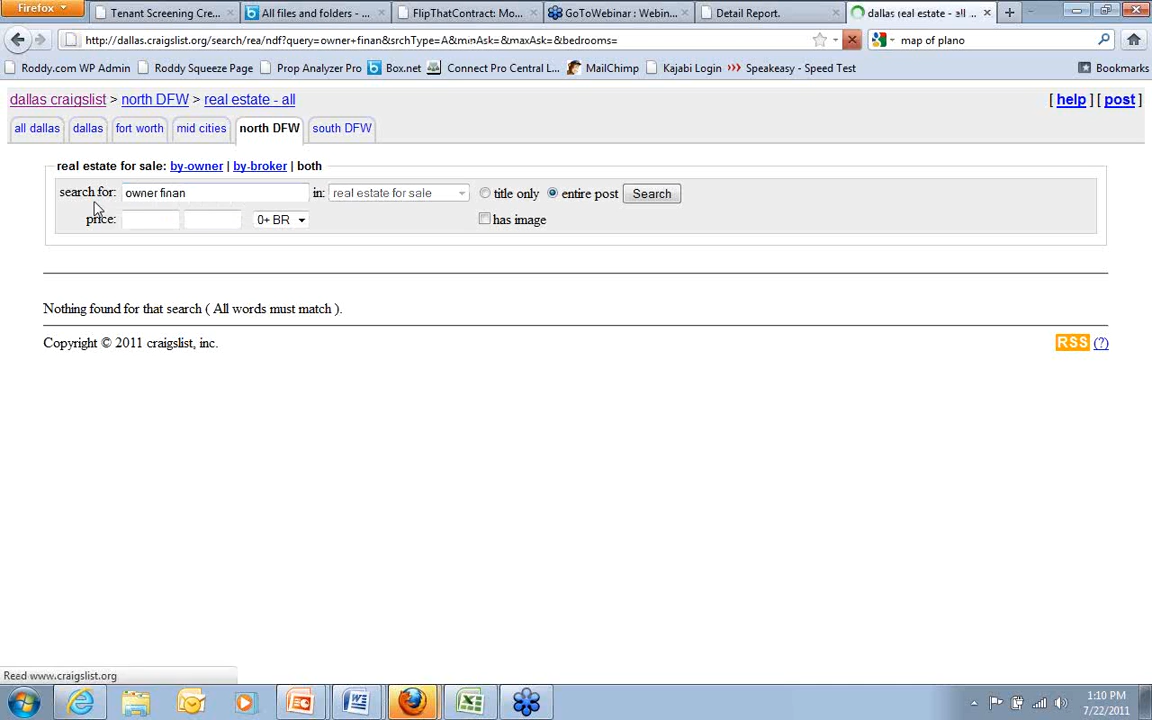 Firefox
Tenant Screening Cre...
All files and folders - ...
FlipThatContract: Mo...
GoToWebinar : Webin...
Detail Report.
dallas real estate - all ...
http://dallas.craigslist.org/search/rea/ndf?query=owner+finan&srchType=A&minAsk=&maxAsk=&bedrooms=
map of plano
Roddy.com WP Admin
Roddy Squeeze Page
Prop Analyzer Pro
Box.net
Connect Pro Central L...
MailChimp
Kajabi Login
Speakeasy - Speed Test
Bookmarks
dallas craigslist > north DFW > real estate - all
[ help ] [ post ]
all dallas
dallas
fort worth
mid cities
north DFW
south DFW
real estate for sale: by-owner | by-broker | both
search for: owner finan in: real estate for sale title only entire post Search
price: 0+ BR has image
Nothing found for that search ( All words must match ).
Copyright © 2011 craigslist, inc.
RSS (?)
Read www.craigslist.org
1:10 PM
7/22/2011